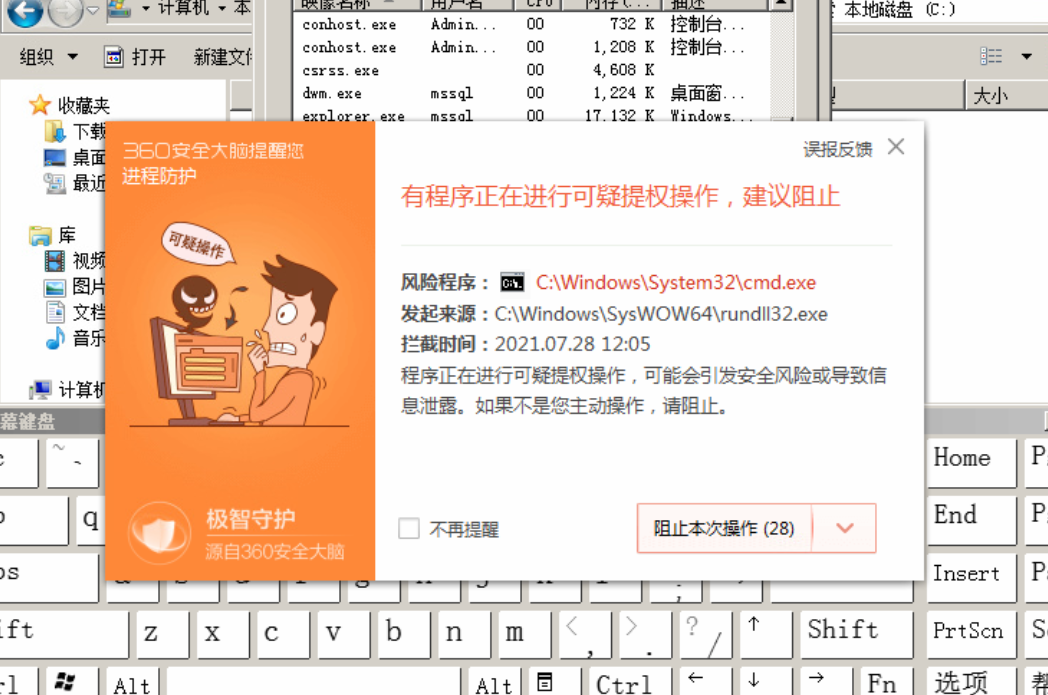 计算机
本地磁盘 (C:)
组织
打开
新建文
大小
收藏夹
下载
桌面
最近
库
视频
图片
文档
音乐
计算机
映像名称 用户名 CPU 内存(... 描述
conhost.exe Admin... 00 732 K 控制台...
conhost.exe Admin... 00 1,208 K 控制台...
csrss.exe 00 4,608 K
dwm.exe mssql 00 1,224 K 桌面窗...
explorer.exe mssql 00 17,132 K Windows...
360安全大脑提醒您
进程防护
可疑操作
极智守护
源自360安全大脑
误报反馈
有程序正在进行可疑提权操作，建议阻止
风险程序： C:\Windows\System32\cmd.exe
发起来源：C:\Windows\SysWOW64\rundll32.exe
拦截时间：2021.07.28 12:05
程序正在进行可疑提权操作，可能会引发安全风险或导致信
息泄露。如果不是您主动操作，请阻止。
不再提醒
阻止本次操作 (28)
幕键盘
~ ` Home
q End
Insert
z x c v b n m < , > . ? / ↑ Shift PrtScn
Alt Alt Ctrl ← ↓ → Fn 选项